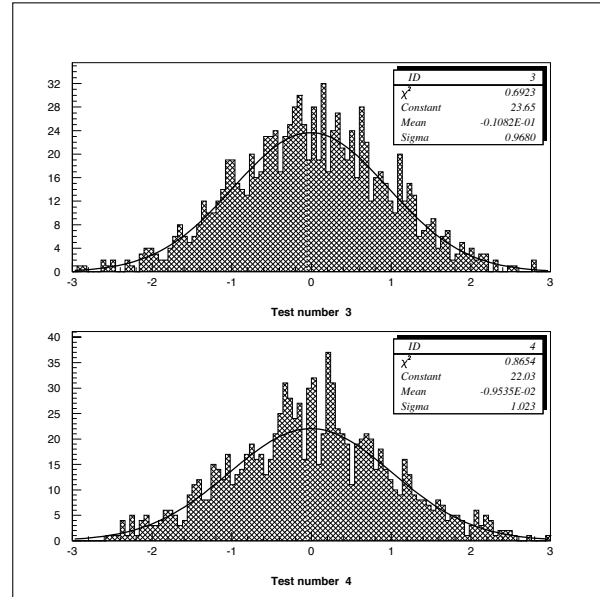 ID 3
χ² 0.6923
Constant 23.65
Mean -0.1082E-01
Sigma 0.9680
32
28
24
20
16
12
8
4
0
-3 -2 -1 0 1 2 3
Test number 3
ID 4
χ² 0.8654
Constant 22.03
Mean -0.9535E-02
Sigma 1.023
40
35
30
25
20
15
10
5
0
-3 -2 -1 0 1 2 3
Test number 4